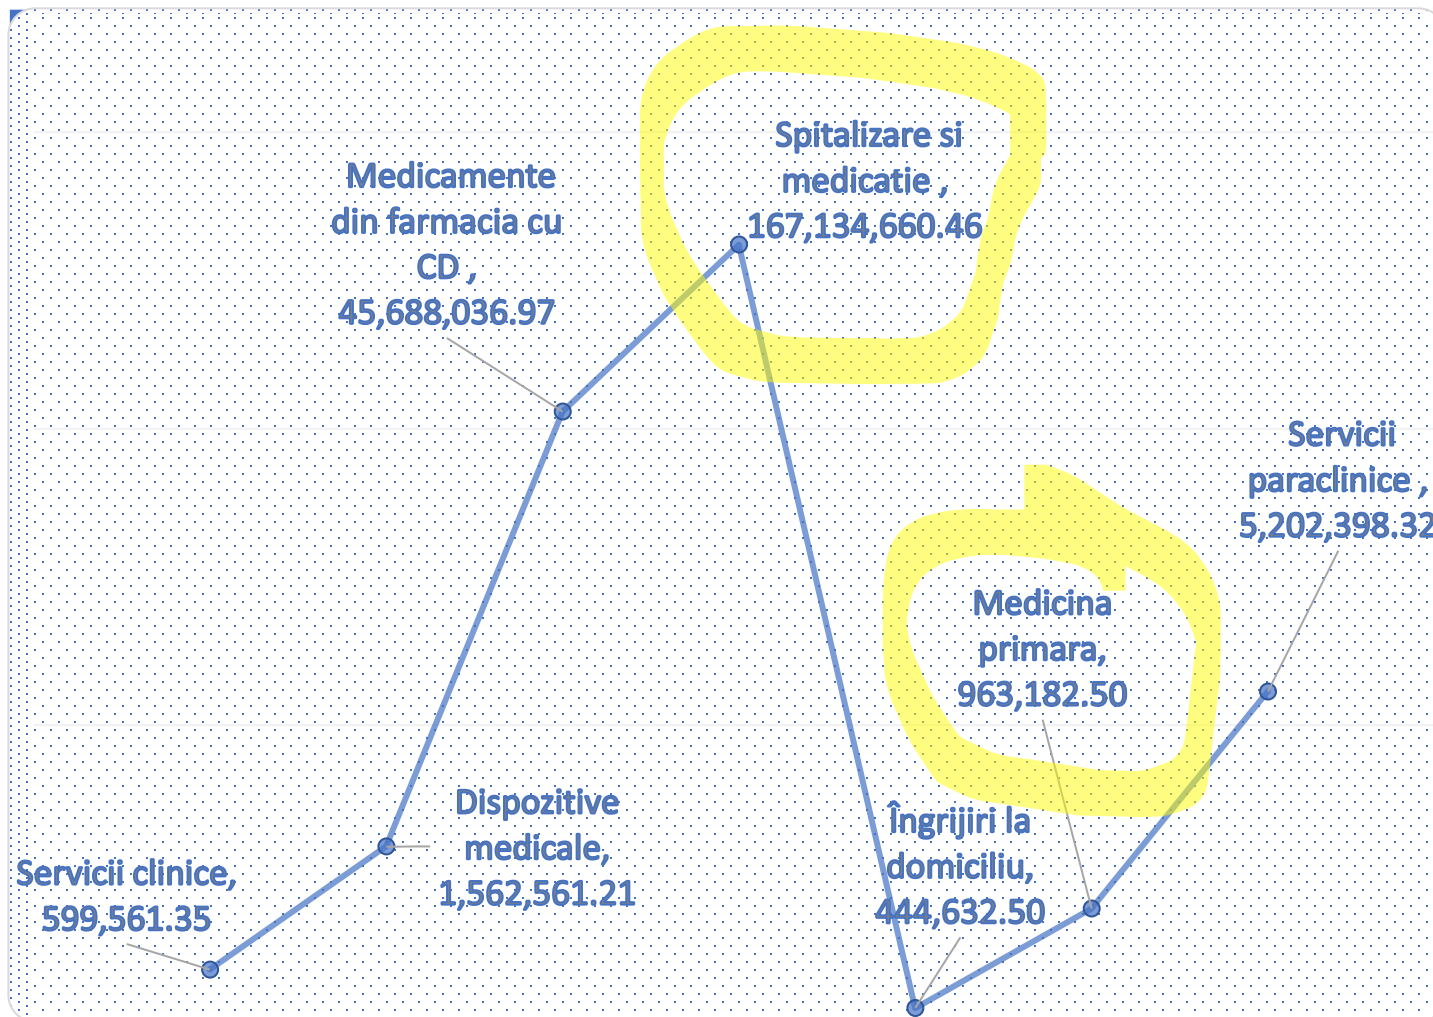 Servicii clinice,
599,561.35
Dispozitive
medicale,
1,562,561.21
Medicamente
din farmacia cu
CD ,
45,688,036.97
Spitalizare si
medicatie ,
167,134,660.46
Îngrijiri la
domiciliu,
444,632.50
Medicina
primara,
963,182.50
Servicii
paraclinice ,
5,202,398.32